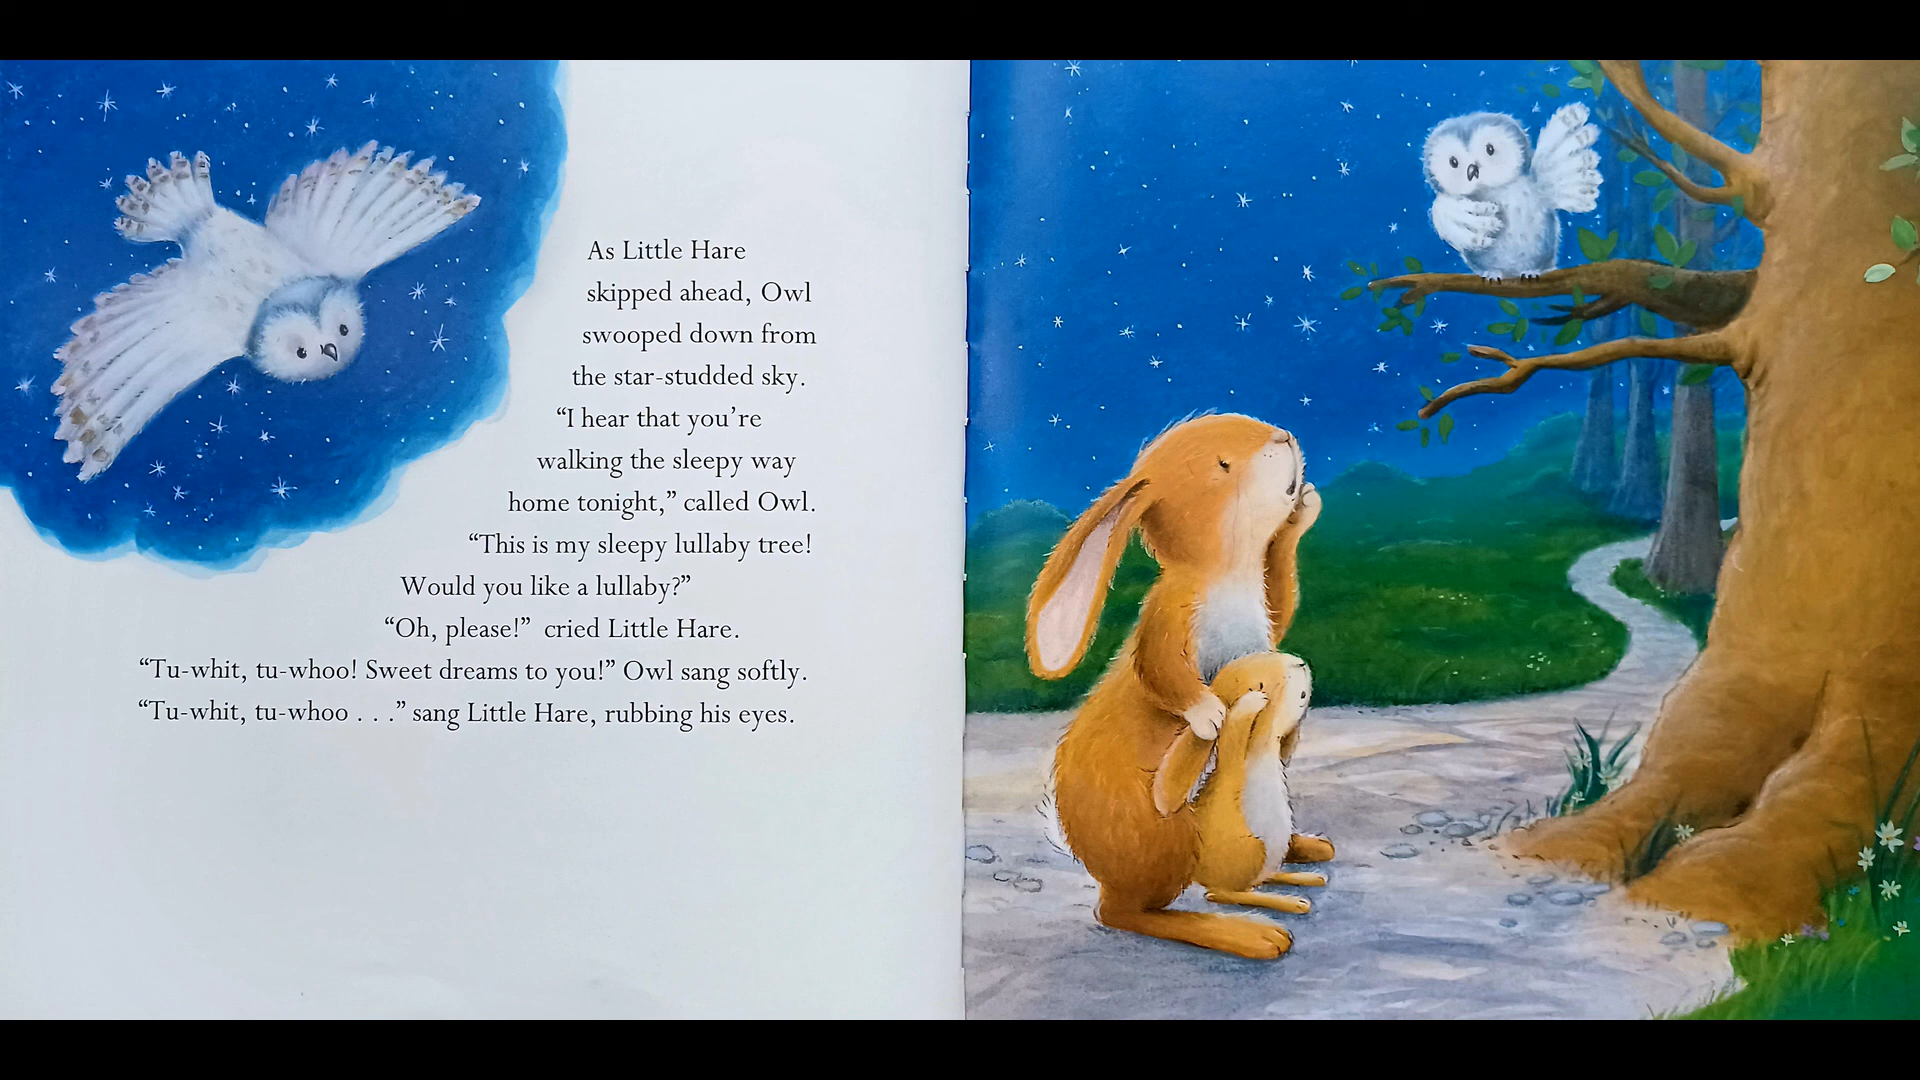 As Little Hare
skipped ahead, Owl
swooped down from
the star-studded sky.
“I hear that you’re
walking the sleepy way
home tonight,” called Owl.
“This is my sleepy lullaby tree!
Would you like a lullaby?”
“Oh, please!” cried Little Hare.
“Tu-whit, tu-whoo! Sweet dreams to you!” Owl sang softly.
“Tu-whit, tu-whoo . . .” sang Little Hare, rubbing his eyes.